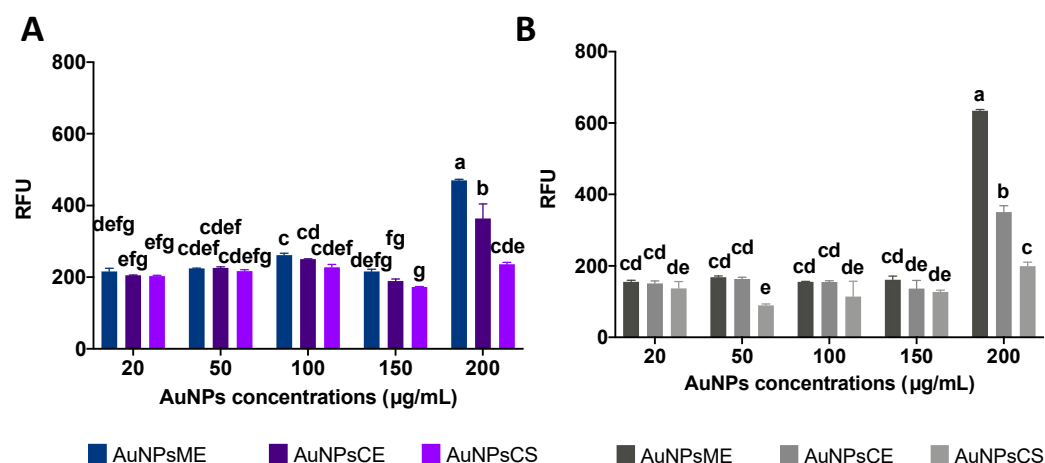 A
800
600
400
200
0
RFU
defg
efg
efg
cdef
cdef
cdefg
c
cd
cdef
defg
fg
g
a
b
cde
20
50
100
150
200
AuNPs concentrations (µg/mL)
AuNPsME
AuNPsCE
AuNPsCS
B
800
600
400
200
0
RFU
cd
cd
de
cd
cd
e
cd
cd
de
cd
de
de
a
b
c
20
50
100
150
200
AuNPs concentrations (µg/mL)
AuNPsME
AuNPsCE
AuNPsCS